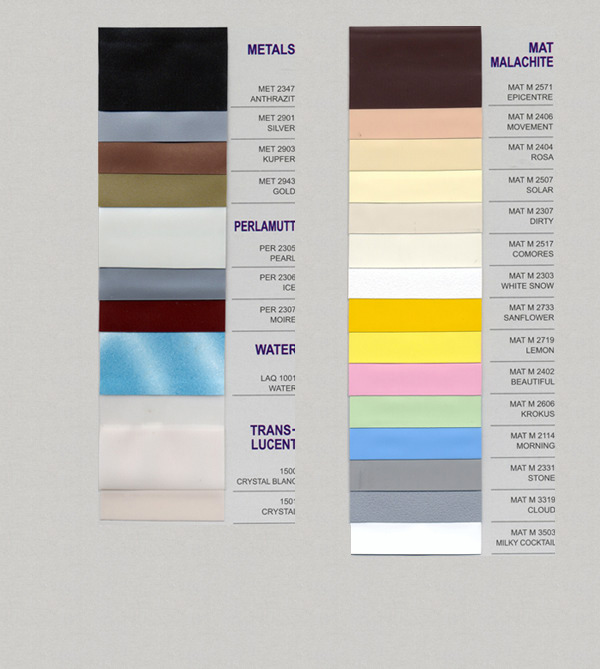 METALS
MET 2347
ANTHRAZIT
MET 2901
SILVER
MET 2903
KUPFER
MET 2943
GOLD
PERLAMUTT
PER 2305
PEARL
PER 2306
ICE
PER 2307
MOIRE
WATER
LAQ 1001
WATER
TRANS-
LUCENT
1500
CRYSTAL BLANC
1501
CRYSTAL
MAT
MALACHITE
MAT M 2571
EPICENTRE
MAT M 2406
MOVEMENT
MAT M 2404
ROSA
MAT M 2507
SOLAR
MAT M 2307
DIRTY
MAT M 2517
COMORES
MAT M 2303
WHITE SNOW
MAT M 2733
SANFLOWER
MAT M 2719
LEMON
MAT M 2402
BEAUTIFUL
MAT M 2606
KROKUS
MAT M 2114
MORNING
MAT M 2331
STONE
MAT M 3319
CLOUD
MAT M 3503
MILKY COCKTAIL